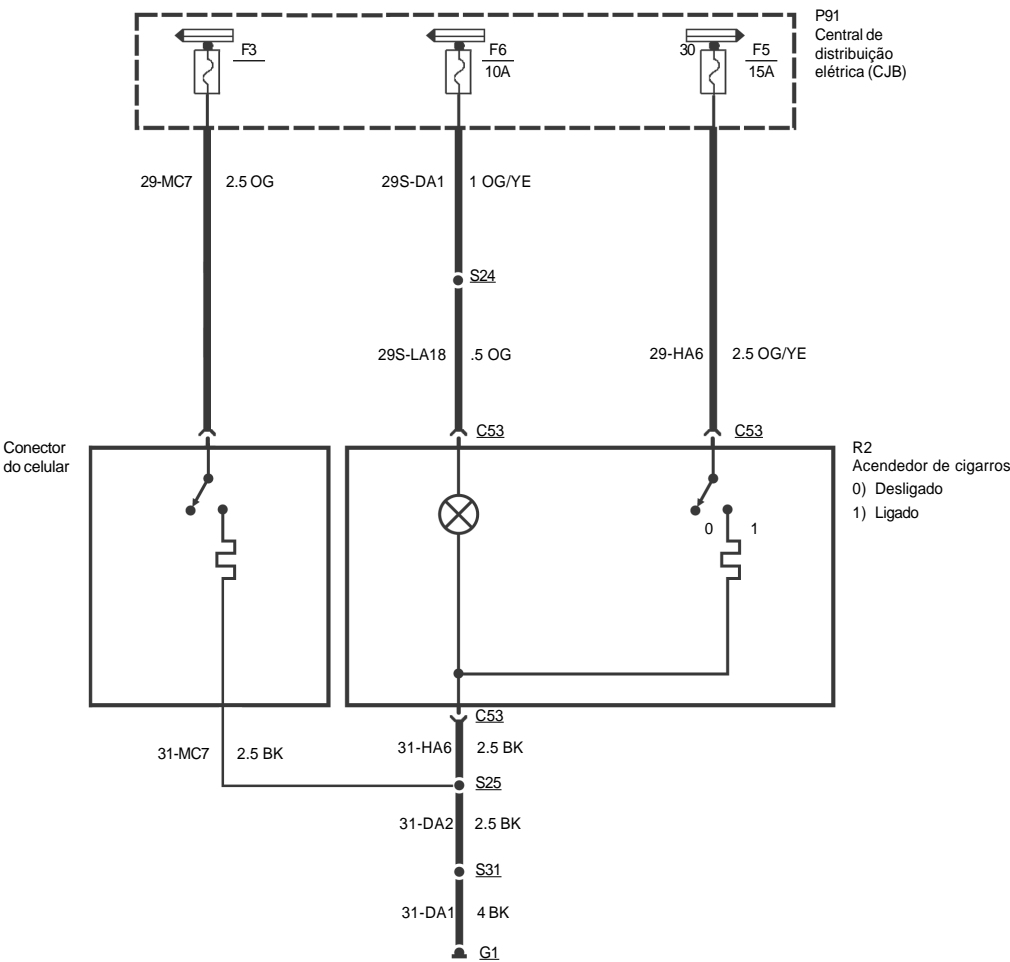 P91
Central de
distribuição
elétrica (CJB)
F3
F6
10A
30
F5
15A
29-MC7
2.5 OG
29S-DA1
1 OG/YE
S24
29S-LA18
.5 OG
29-HA6
2.5 OG/YE
C53
C53
Conector
do celular
R2
Acendedor de cigarros
0) Desligado
1) Ligado
0
1
C53
31-MC7
2.5 BK
31-HA6
2.5 BK
S25
31-DA2
2.5 BK
S31
31-DA1
4 BK
G1